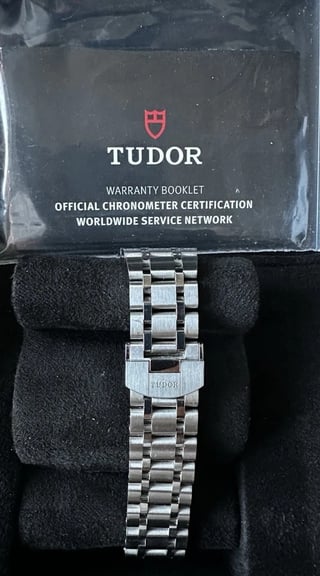 TUDOR
WARRANTY BOOKLET
OFFICIAL CHRONOMETER CERTIFICATION
WORLDWIDE SERVICE NETWORK
TUDOR